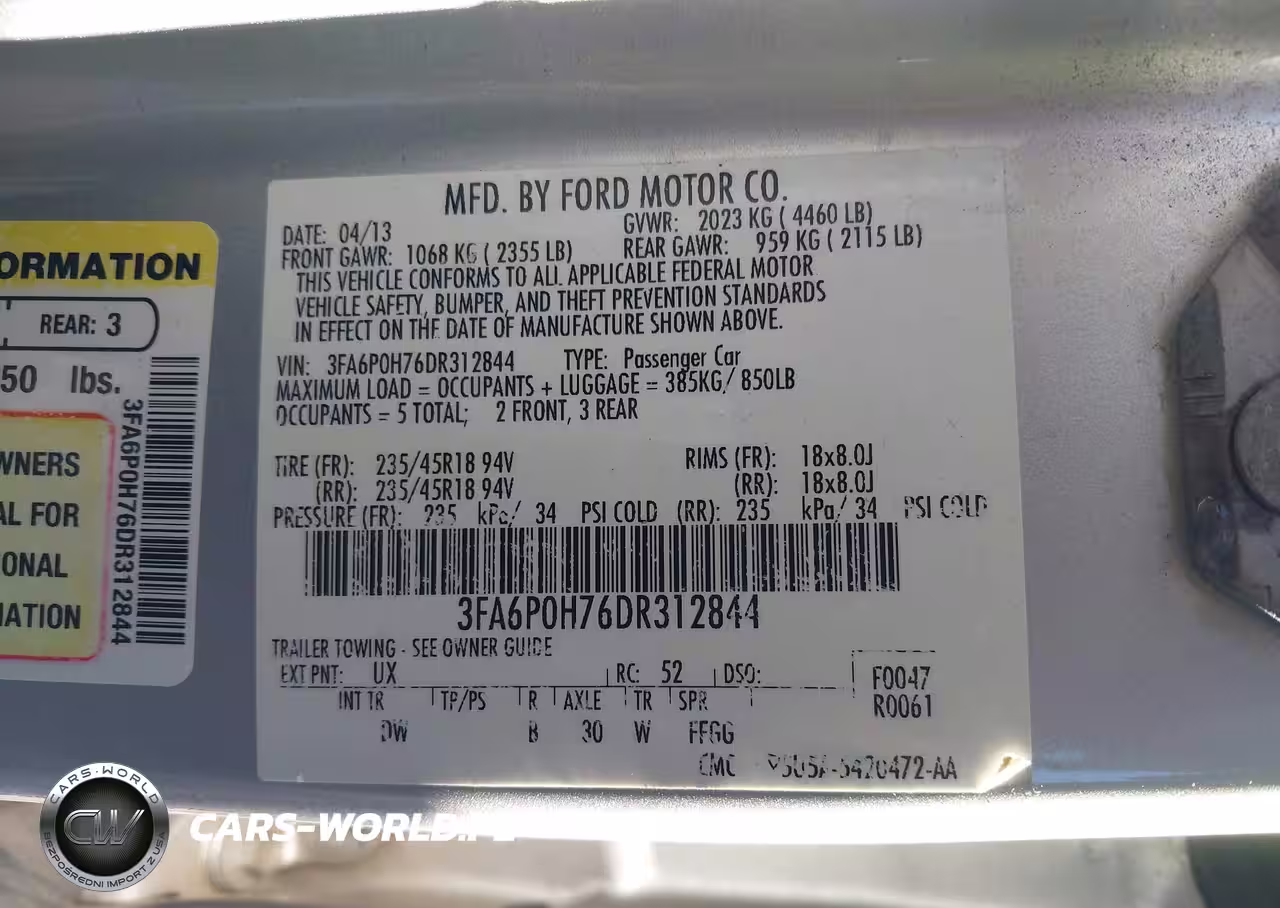 MFD. BY FORD MOTOR CO.
DATE: 04/13 GVWR: 2023 KG ( 4460 LB)
FRONT GAWR: 1068 KG ( 2355 LB) REAR GAWR: 959 KG ( 2115 LB)
THIS VEHICLE CONFORMS TO ALL APPLICABLE FEDERAL MOTOR
VEHICLE SAFETY, BUMPER, AND THEFT PREVENTION STANDARDS
IN EFFECT ON THE DATE OF MANUFACTURE SHOWN ABOVE.
VIN: 3FA6P0H76DR312844 TYPE: Passenger Car
MAXIMUM LOAD = OCCUPANTS + LUGGAGE = 385KG/ 850LB
OCCUPANTS = 5 TOTAL; 2 FRONT, 3 REAR
TIRE (FR): 235/45R18 94V RIMS (FR): 18x8.0J
(RR): 235/45R18 94V (RR): 18x8.0J
PRESSURE (FR): 235 kPa/ 34 PSI COLD (RR): 235 kPa/ 34 PSI COLD
3FA6P0H76DR312844
TRAILER TOWING - SEE OWNER GUIDE
EXT PNT: UX RC: 52 DSO: F0047
INT TR TP/PS R AXLE TR SPR R0061
DW B 30 W FFGG
CMC
ORMATION
REAR: 3
50 lbs.
3FA6P0H76DR312844
WNERS
AL FOR
ONAL
ATION
CARS-WORLD
CW
BEZPOŚREDNI IMPORT Z USA